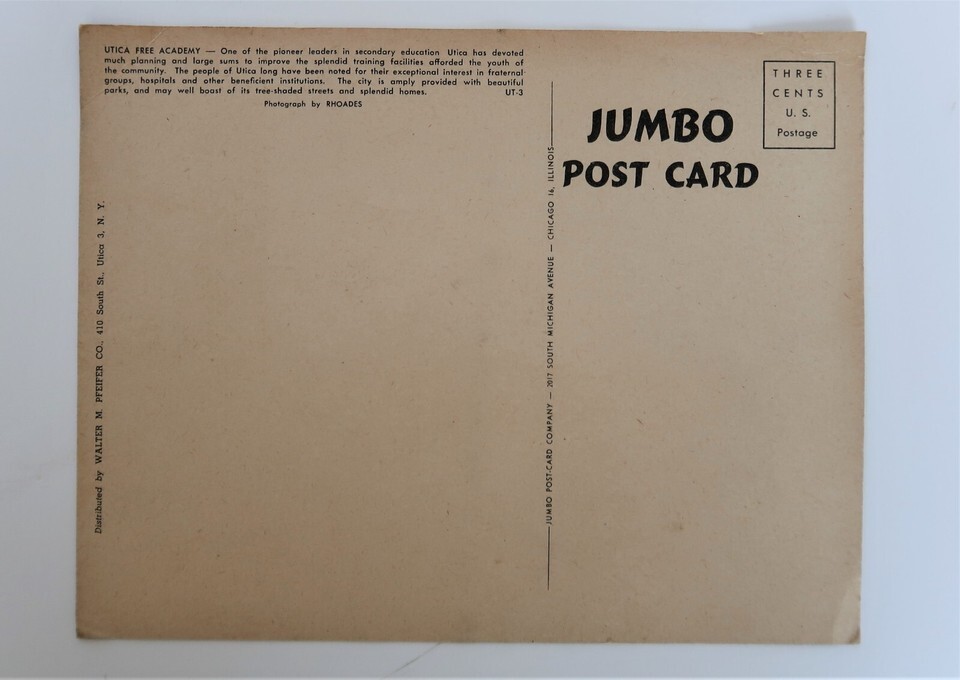 UTICA FREE ACADEMY — One of the pioneer leaders in secondary education Utica has devoted
much planning and large sums to improve the splendid training facilities afforded the youth of
the community. The people of Utica long have been noted for their exceptional interest in fraternal
groups, hospitals and other beneficient institutions. The city is amply provided with beautiful
parks, and may well boast of its tree-shaded streets and splendid homes. UT-3
Photograph by RHOADES
Distributed by WALTER M. PFEIFER CO., 410 South St., Utica 3, N. Y.
JUMBO POST-CARD COMPANY — 2017 SOUTH MICHIGAN AVENUE — CHICAGO 16, ILLINOIS
JUMBO
POST CARD
THREE
CENTS
U. S.
Postage